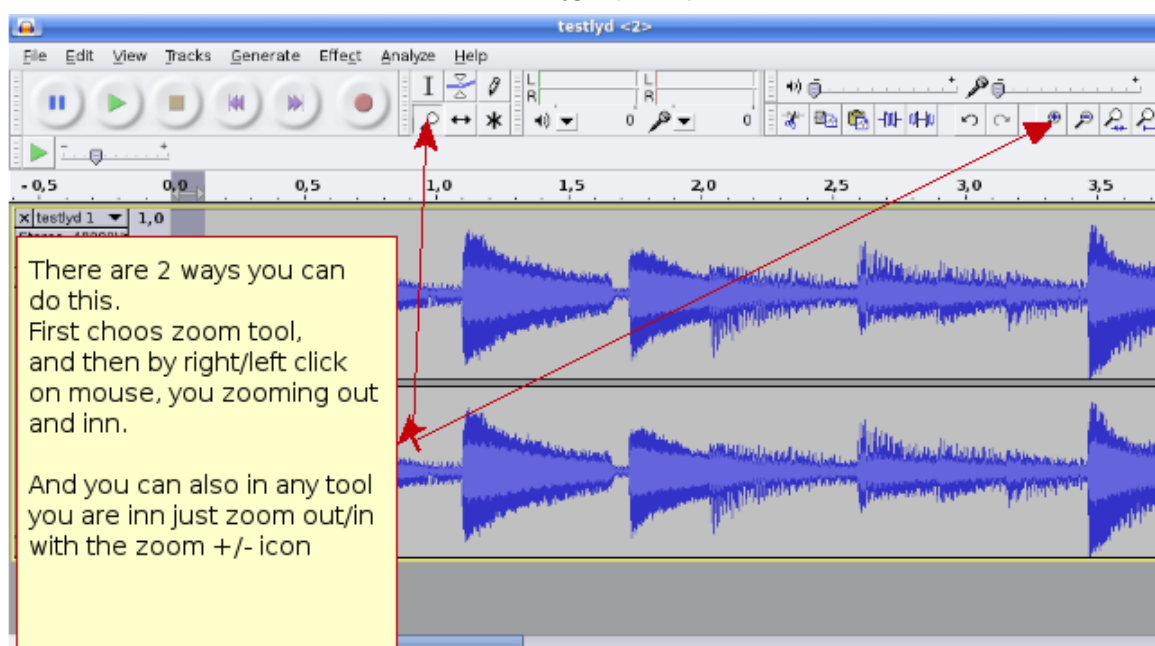 testlyd <2>
File Edit View Tracks Generate Effect Analyze Help
L
R
L
R
0
0
- 0,5 0,0 0,5 1,0 1,5 2,0 2,5 3,0 3,5
x testlyd 1 1,0
There are 2 ways you can
do this.
First choos zoom tool,
and then by right/left click
on mouse, you zooming out
and inn.
And you can also in any tool
you are inn just zoom out/in
with the zoom +/- icon